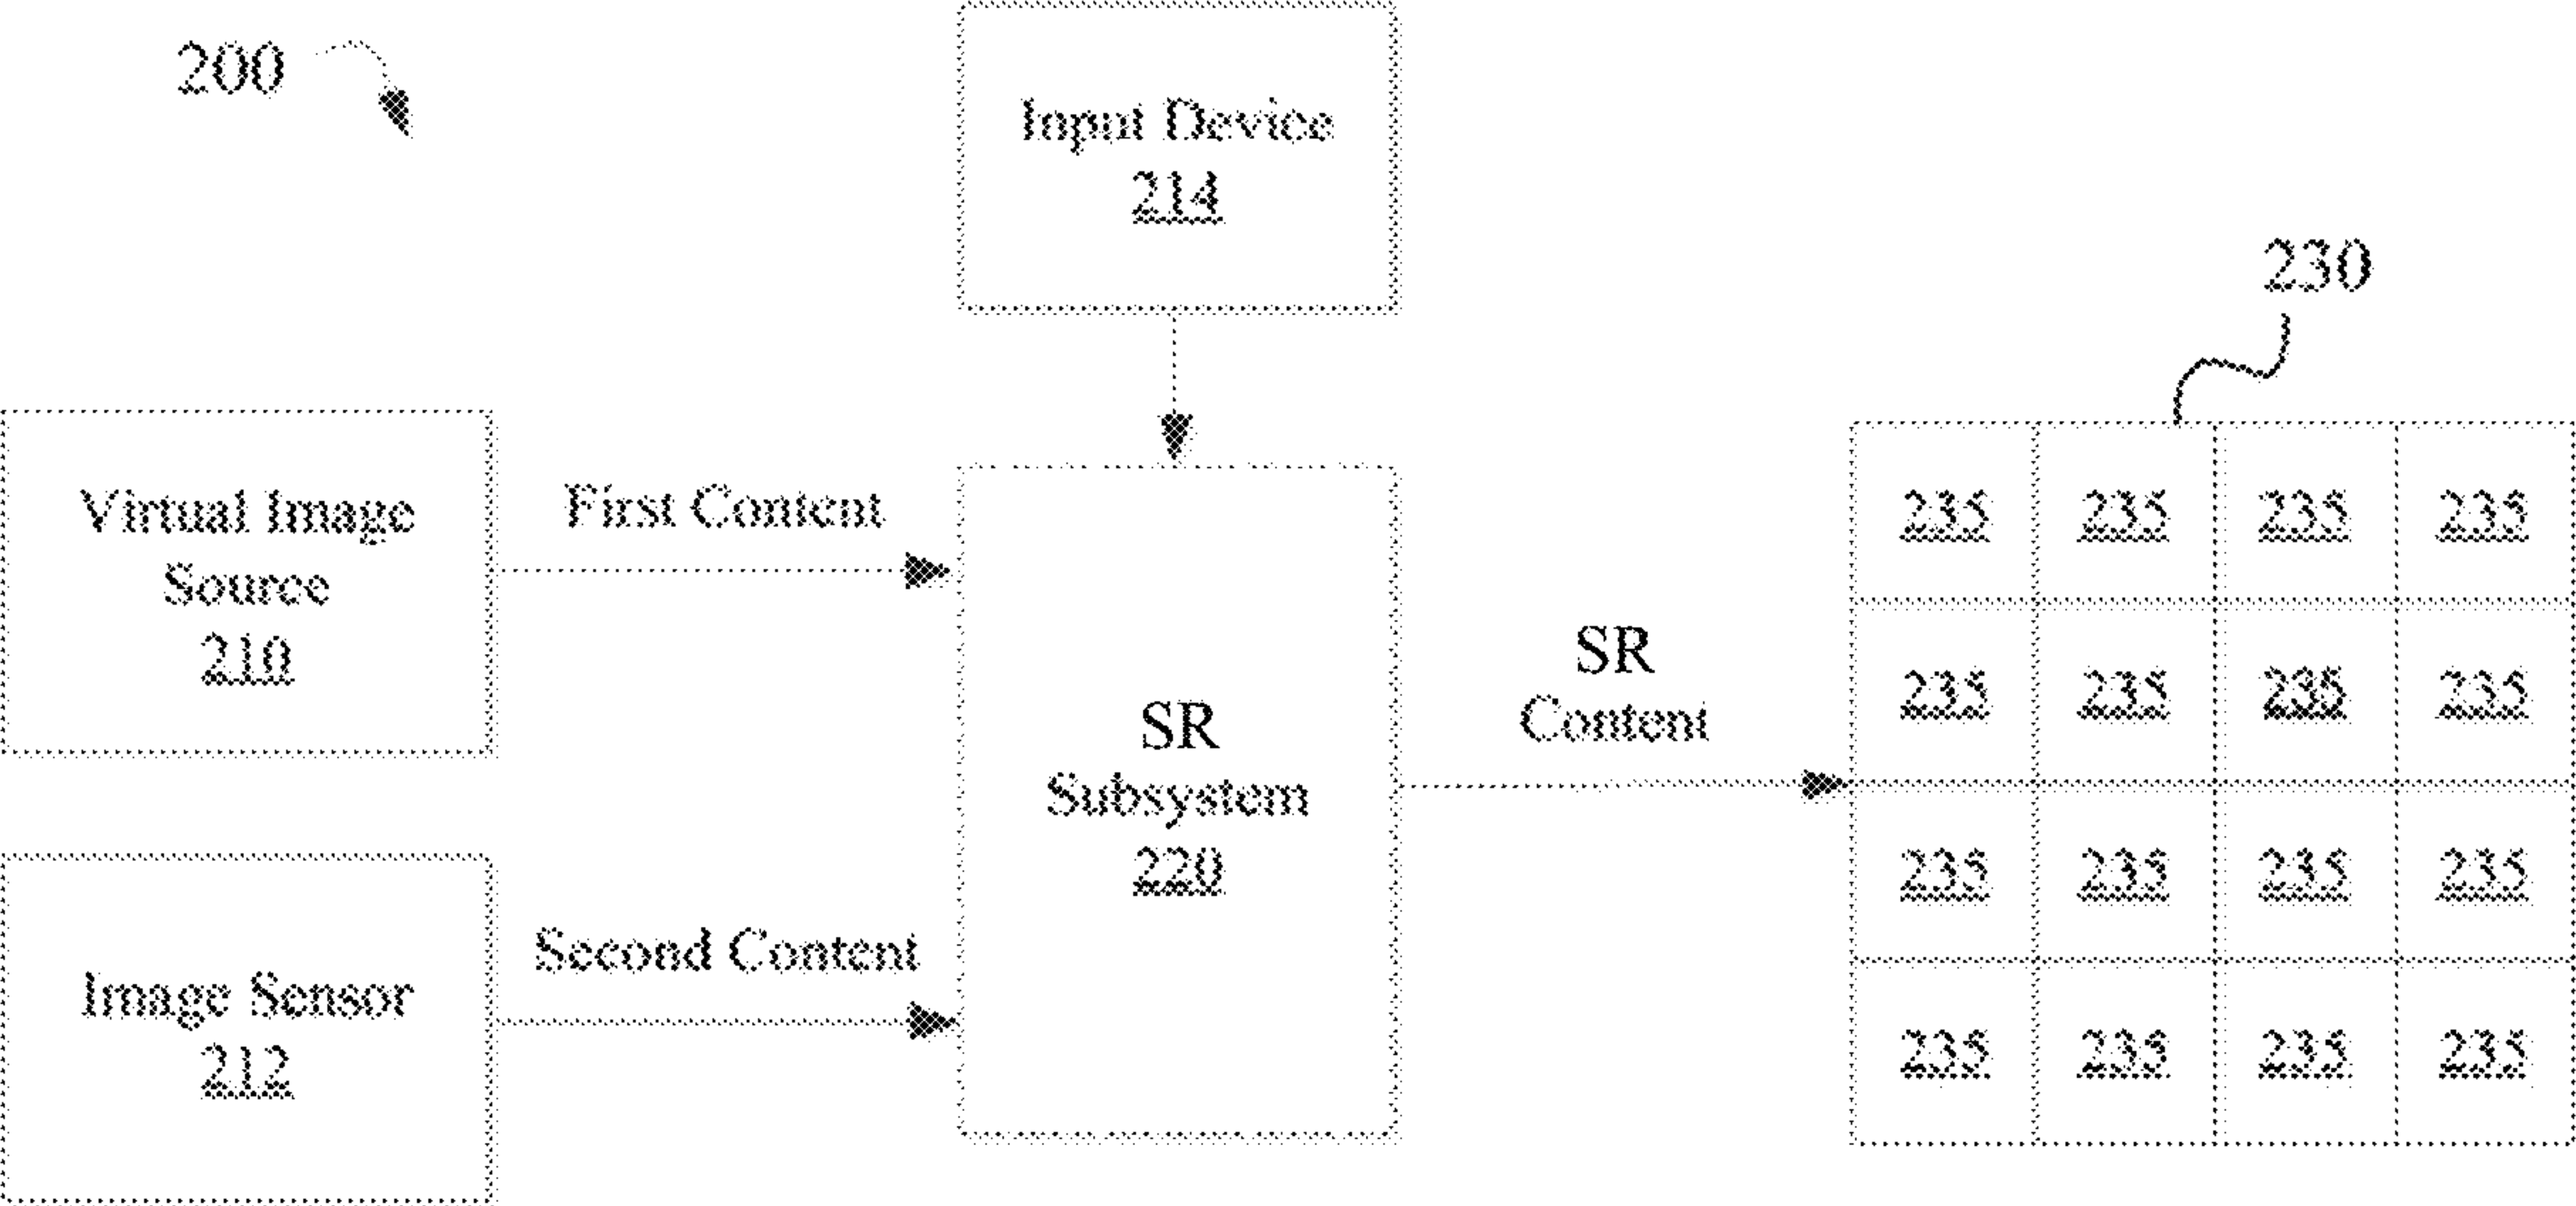 200
Input Device
214
230
Virtual Image
Source
210
First Content
Image Sensor
212
Second Content
SR
Subsystem
220
SR
Content
235 235 235 235
235 235 235 235
235 235 235 235
235 235 235 235